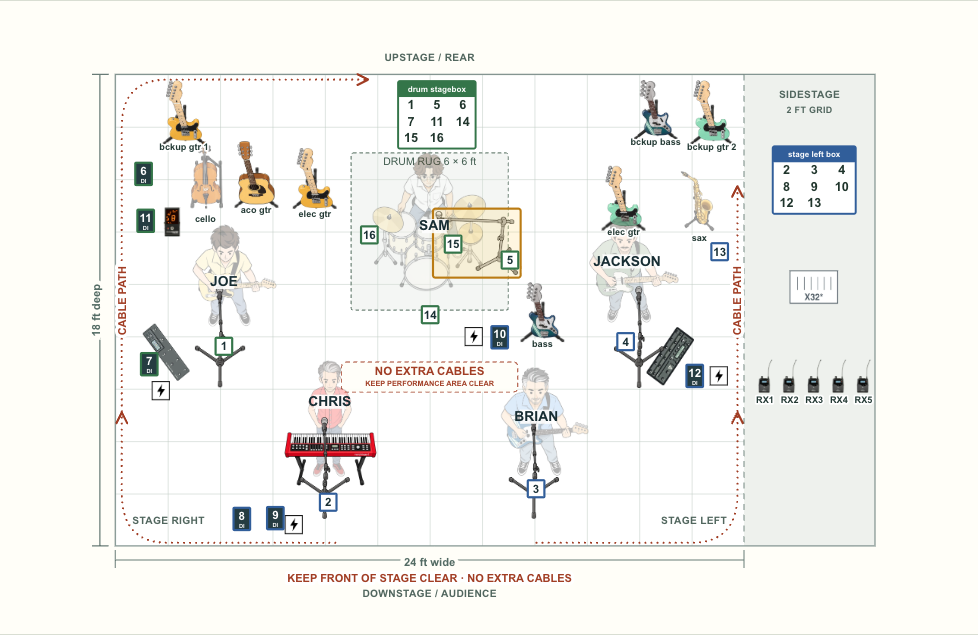 UPSTAGE / REAR
drum stagebox
1 5 6
7 11 14
15 16
SIDESTAGE
2 FT GRID
bckup gtr 1
bckup bass
bckup gtr 2
stage left box
2 3 4
8 9 10
12 13
DRUM RUG 6 × 6 ft
6
DI
11
DI
cello
aco gtr
elec gtr
SAM
16
15
5
14
elec gtr
sax
13
JOE
JACKSON
X32*
CABLE PATH
CABLE PATH
18 ft deep
10
DI
bass
1
4
7
DI
12
DI
NO EXTRA CABLES
KEEP PERFORMANCE AREA CLEAR
RX1 RX2 RX3 RX4 RX5
CHRIS
BRIAN
2
3
8
DI
9
DI
STAGE RIGHT
STAGE LEFT
24 ft wide
KEEP FRONT OF STAGE CLEAR · NO EXTRA CABLES
DOWNSTAGE / AUDIENCE